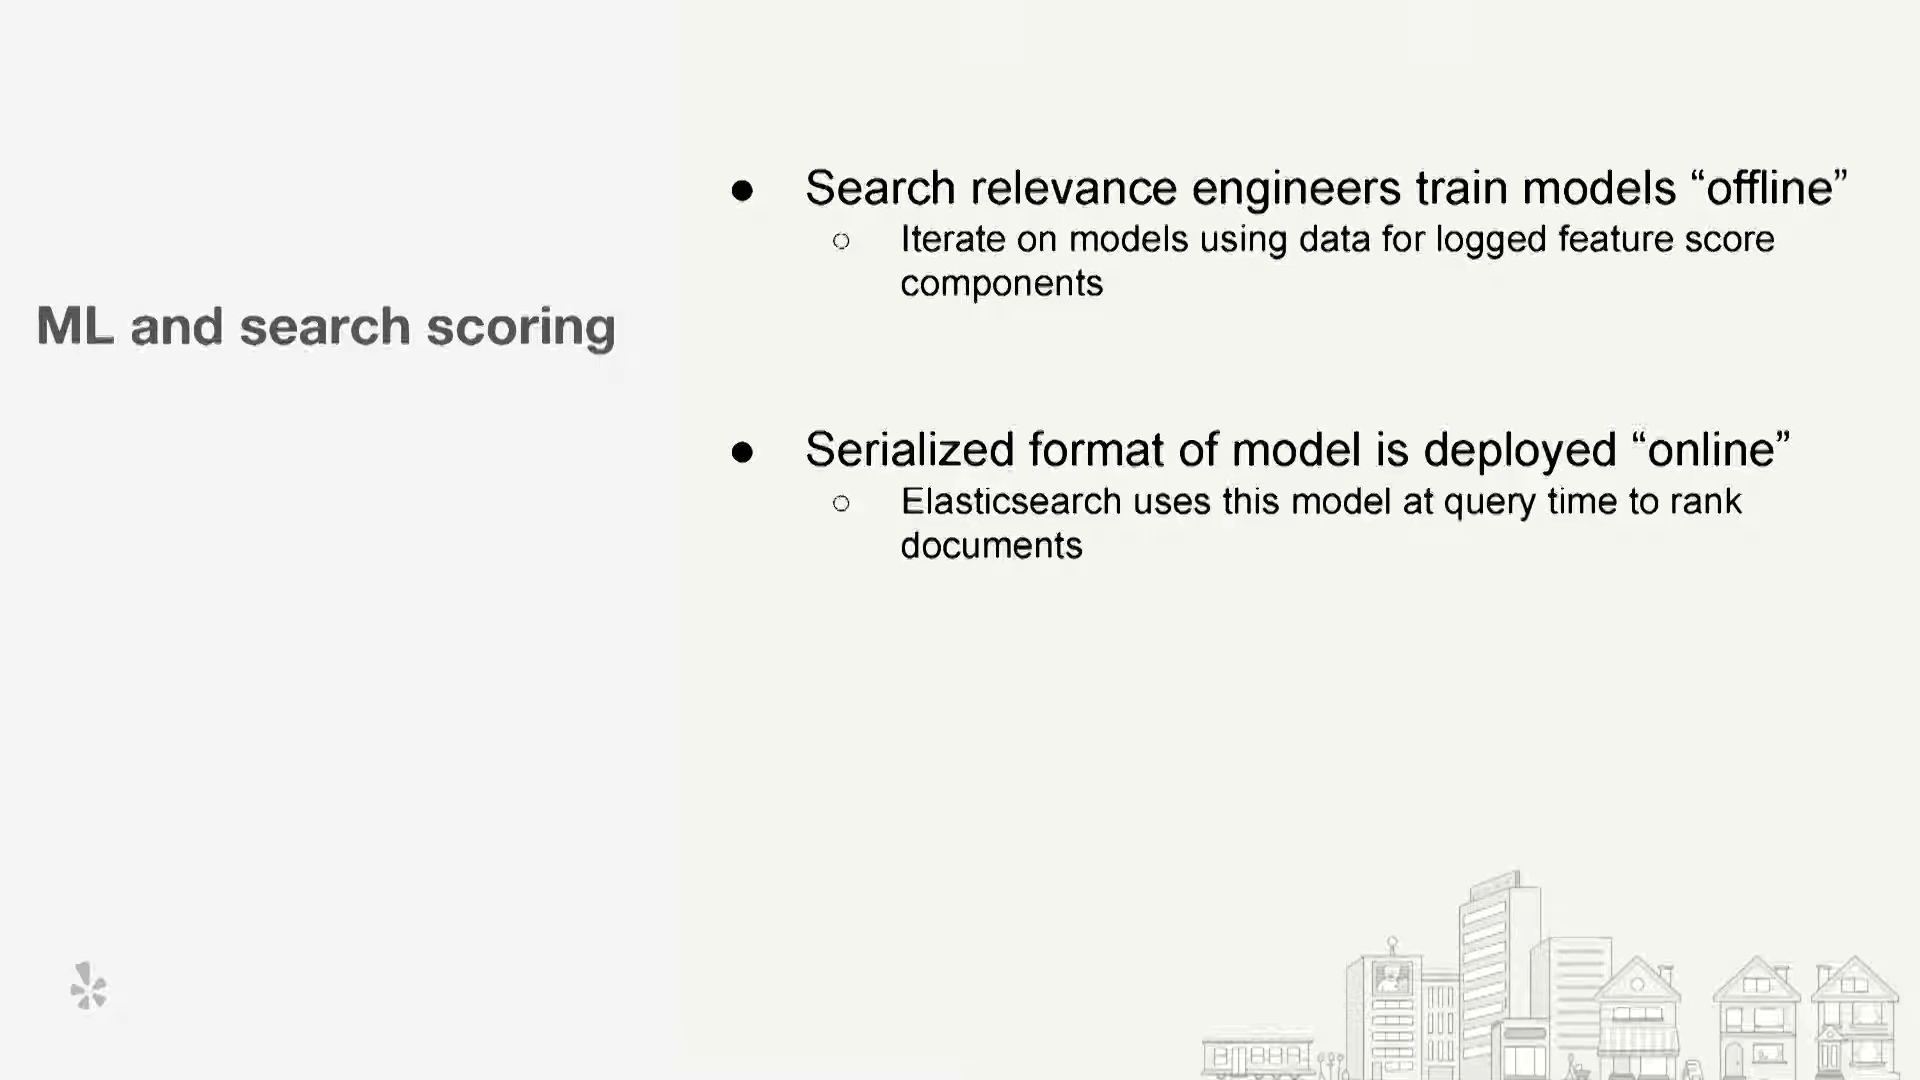 ML and search scoring
● Search relevance engineers train models “offline”
○ Iterate on models using data for logged feature score
components
● Serialized format of model is deployed “online”
○ Elasticsearch uses this model at query time to rank
documents